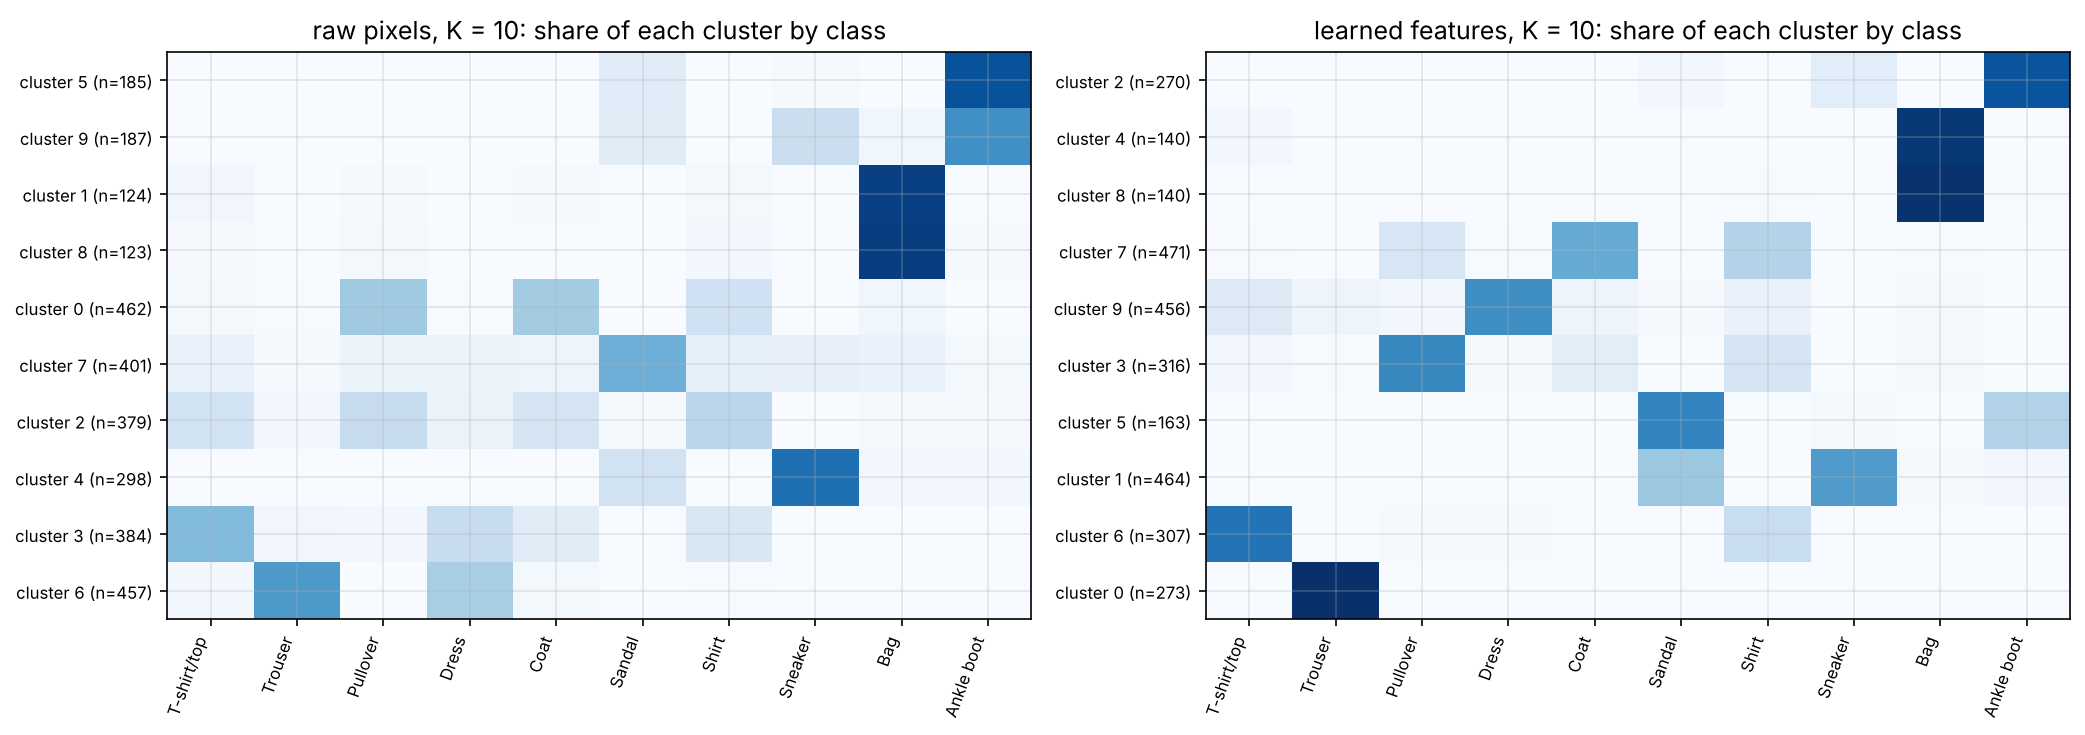 raw pixels, K = 10: share of each cluster by class
cluster 5 (n=185)
cluster 9 (n=187)
cluster 1 (n=124)
cluster 8 (n=123)
cluster 0 (n=462)
cluster 7 (n=401)
cluster 2 (n=379)
cluster 4 (n=298)
cluster 3 (n=384)
cluster 6 (n=457)
T-shirt/top
Trouser
Pullover
Dress
Coat
Sandal
Shirt
Sneaker
Bag
Ankle boot
learned features, K = 10: share of each cluster by class
cluster 2 (n=270)
cluster 4 (n=140)
cluster 8 (n=140)
cluster 7 (n=471)
cluster 9 (n=456)
cluster 3 (n=316)
cluster 5 (n=163)
cluster 1 (n=464)
cluster 6 (n=307)
cluster 0 (n=273)
T-shirt/top
Trouser
Pullover
Dress
Coat
Sandal
Shirt
Sneaker
Bag
Ankle boot